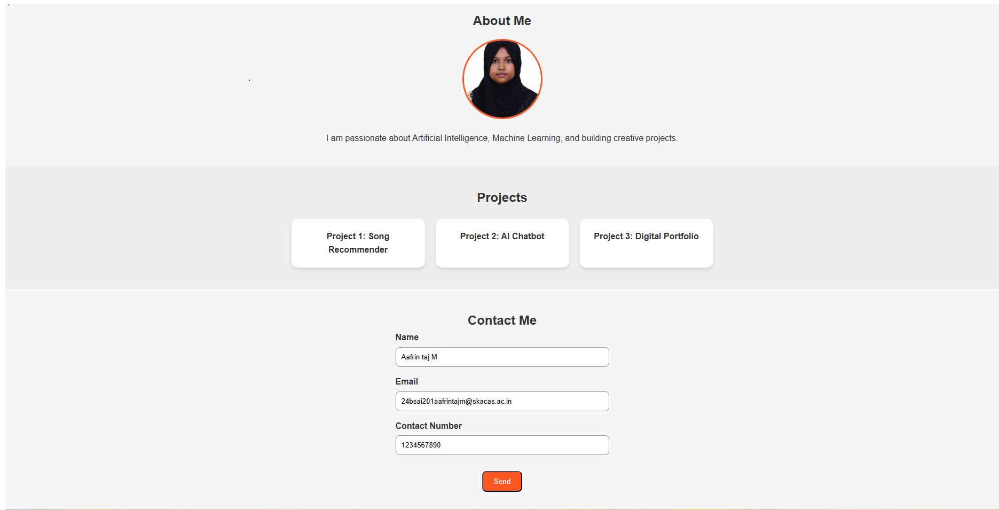 About Me
I am passionate about Artificial Intelligence, Machine Learning, and building creative projects.
Projects
Project 1: Song
Recommender
Project 2: AI Chatbot
Project 3: Digital Portfolio
Contact Me
Name
Aafrin taj M
Email
24bsai201aafrintajm@skacas.ac.in
Contact Number
1234567890
Send